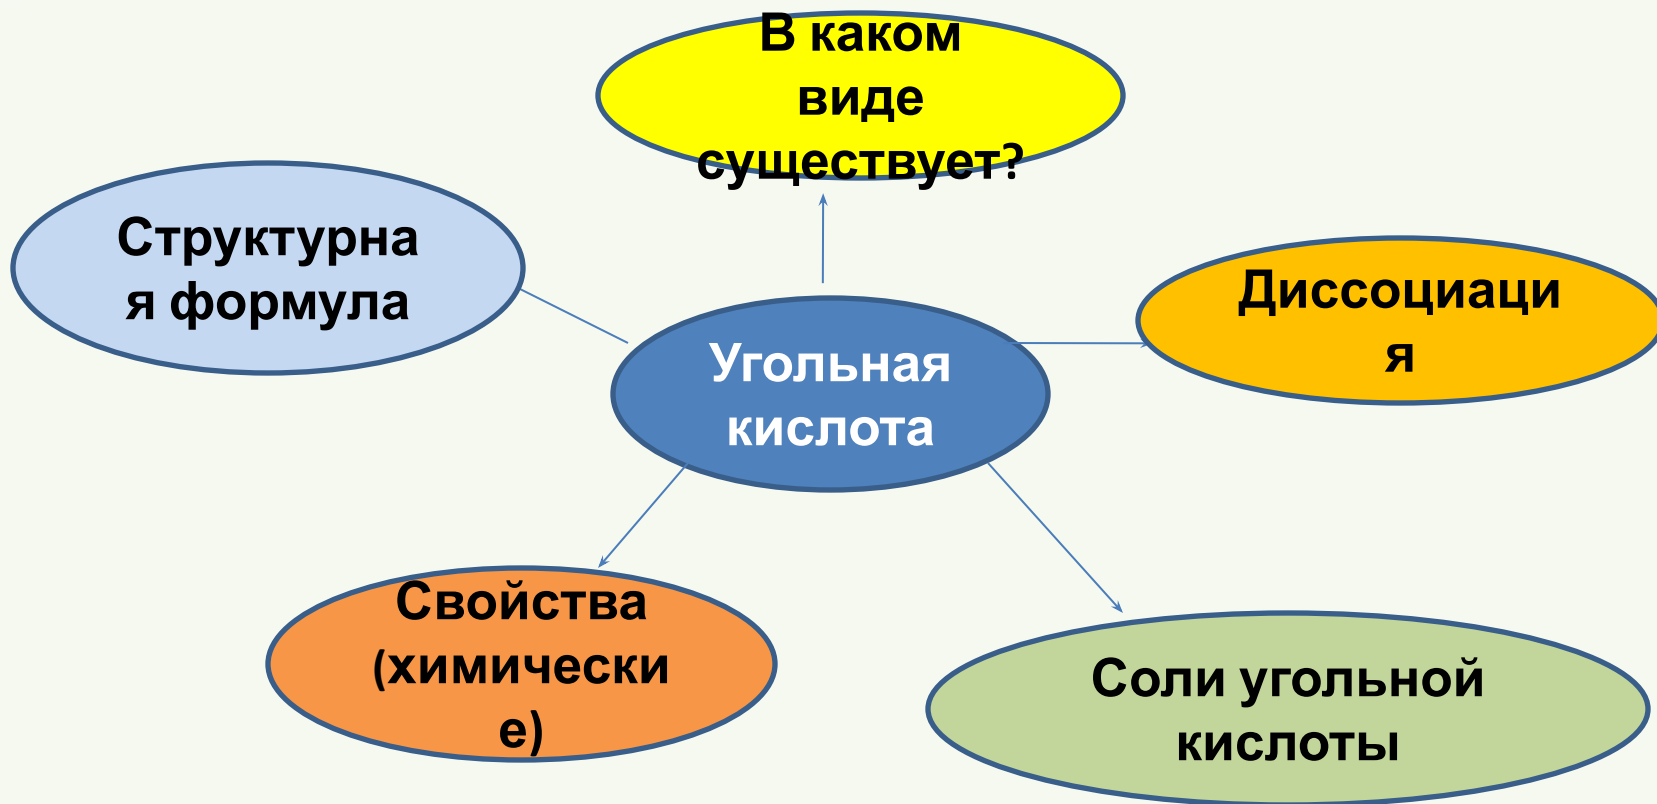 В каком
виде
существует?
Структурна
я формула
Диссоциаци
я
Угольная
кислота
Свойства
(химически
е)
Соли угольной
кислоты